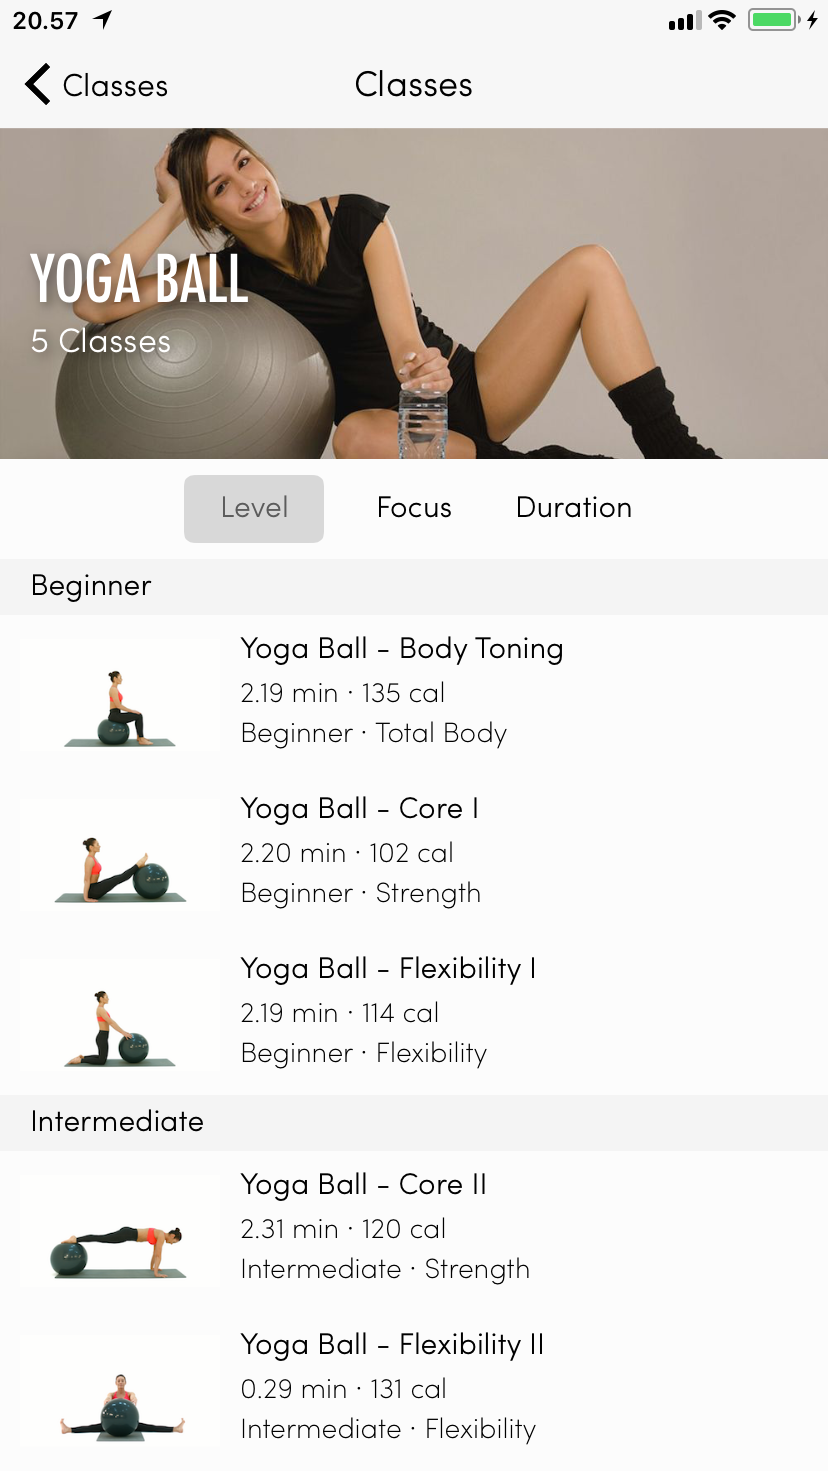 20.57
Classes
Classes
YOGA BALL
5 Classes
Level
Focus
Duration
Beginner
Yoga Ball - Body Toning
2.19 min · 135 cal
Beginner · Total Body
Yoga Ball - Core I
2.20 min · 102 cal
Beginner · Strength
Yoga Ball - Flexibility I
2.19 min · 114 cal
Beginner · Flexibility
Intermediate
Yoga Ball - Core II
2.31 min · 120 cal
Intermediate · Strength
Yoga Ball - Flexibility II
0.29 min · 131 cal
Intermediate · Flexibility